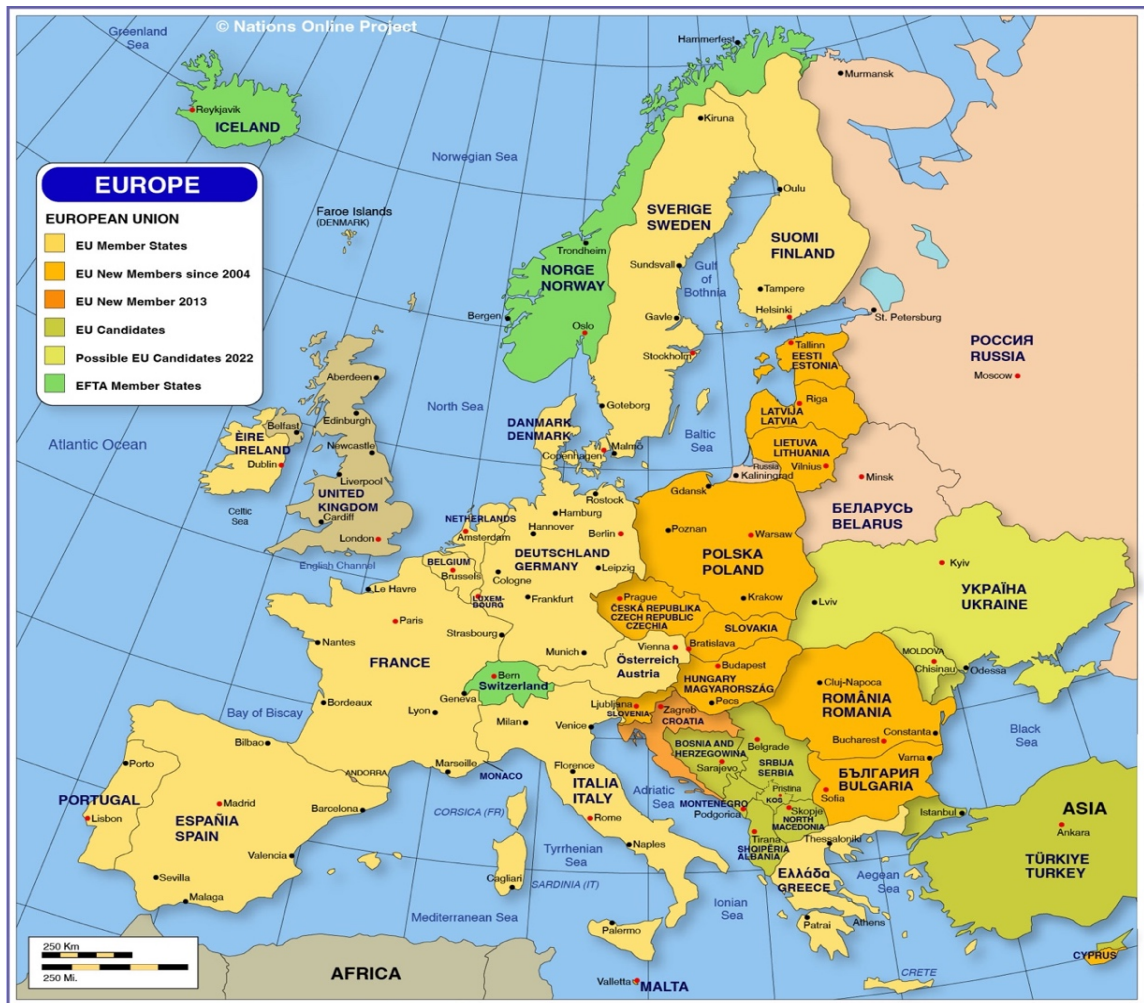 © Nations Online Project
Greenland
Sea
Hammerfest
Murmansk
Reykjavik
ICELAND
Kiruna
Norwegian Sea
EUROPE
EUROPEAN UNION
EU Member States
EU New Members since 2004
EU New Member 2013
EU Candidates
Possible EU Candidates 2022
EFTA Member States
Faroe Islands
(DENMARK)
Oulu
SVERIGE
SWEDEN
SUOMI
FINLAND
Trondheim
NORGE
NORWAY
Sundsvall
Gulf
of
Bothnia
Tampere
Bergen
Oslo
Gavle
Helsinki
St. Petersburg
Tallinn
EESTI
ESTONIA
РОССИЯ
RUSSIA
Moscow
Stockholm
Aberdeen
North Sea
Goteborg
Riga
LATVIJA
LATVIA
Edinburgh
DANMARK
DENMARK
Baltic
Sea
LIETUVA
LITHUANIA
Vilnius
Atlantic Ocean
ÈIRE
IRELAND
Belfast
Dublin
Newcastle
Copenhagen
Malmö
Russia
Kaliningrad
Minsk
Liverpool
UNITED
KINGDOM
Gdansk
Rostock
Celtic
Sea
Cardiff
London
NETHERLANDS
Amsterdam
Hamburg
Hannover
Berlin
Poznan
Warsaw
БЕЛАРУСЬ
BELARUS
English Channel
BELGIUM
Brussels
DEUTSCHLAND
GERMANY
Cologne
Leipzig
POLSKA
POLAND
Kyiv
УКРАЇНА
UKRAINE
Le Havre
LUXEM-
BOURG
Frankfurt
Prague
ČESKÁ REPUBLIKA
CZECH REPUBLIC
CZECHIA
Krakow
Lviv
Paris
Strasbourg
SLOVAKIA
Nantes
FRANCE
Munich
Vienna
Bratislava
Österreich
Austria
Budapest
HUNGARY
MAGYARORSZÁG
MOLDOVA
Chisinau
Odessa
Bern
Switzerland
Geneva
Cluj-Napoca
ROMÂNIA
ROMANIA
Bordeaux
Lyon
Milan
Venice
Ljubljana
SLOVENIA
Zagreb
CROATIA
Pecs
Bay of Biscay
Bilbao
BOSNIA AND
HERZEGOWINA
Sarajevo
Belgrade
SRBIJA
SERBIA
Bucharest
Constanta
Black
Sea
Varna
Porto
ANDORRA
Marseille
MONACO
Florence
ITALIA
ITALY
Adriatic
Sea
MONTENEGRO
Podgorica
Pristina
KOS
БЪЛГАРИЯ
BULGARIA
Sofia
PORTUGAL
Lisbon
Madrid
ESPAÑIA
SPAIN
Barcelona
CORSICA (FR)
Rome
Skopje
NORTH
MACEDONIA
Istanbul
ASIA
Ankara
Valencia
Tyrrhenian
Sea
Naples
Tirana
SHQIPËRIA
ALBANIA
Thessaloniki
Sevilla
Malaga
Cagliari
SARDINIA (IT)
Ελλάδα
GREECE
Aegean
Sea
TÜRKIYE
TURKEY
Mediterranean Sea
Palermo
Ionian
Sea
Patrai
Athens
250 Km
250 Mi.
AFRICA
Valletta
MALTA
CRETE
CYPRUS